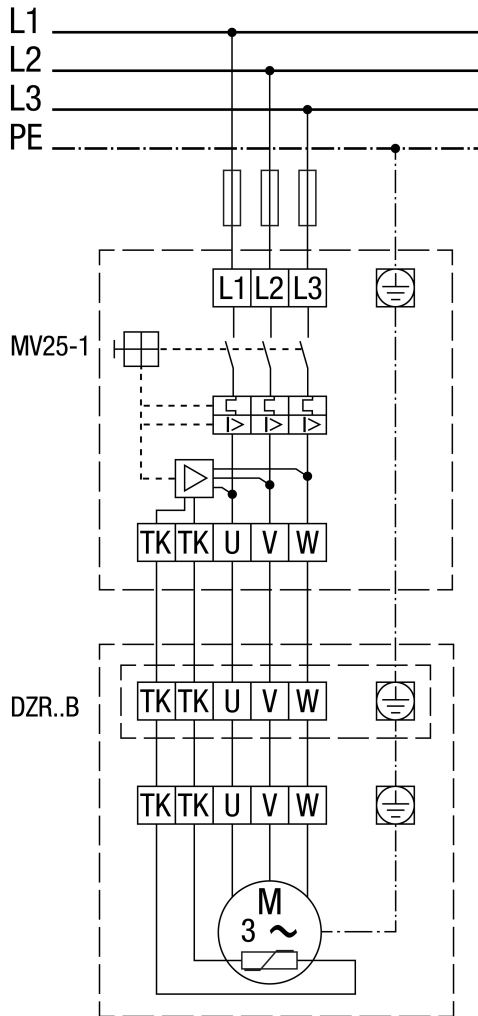 L1
L2
L3
PE
L1 L2 L3
MV25-1
I> I> I>
TK TK U V W
DZR..B
TK TK U V W
TK TK U V W
M
3 ~